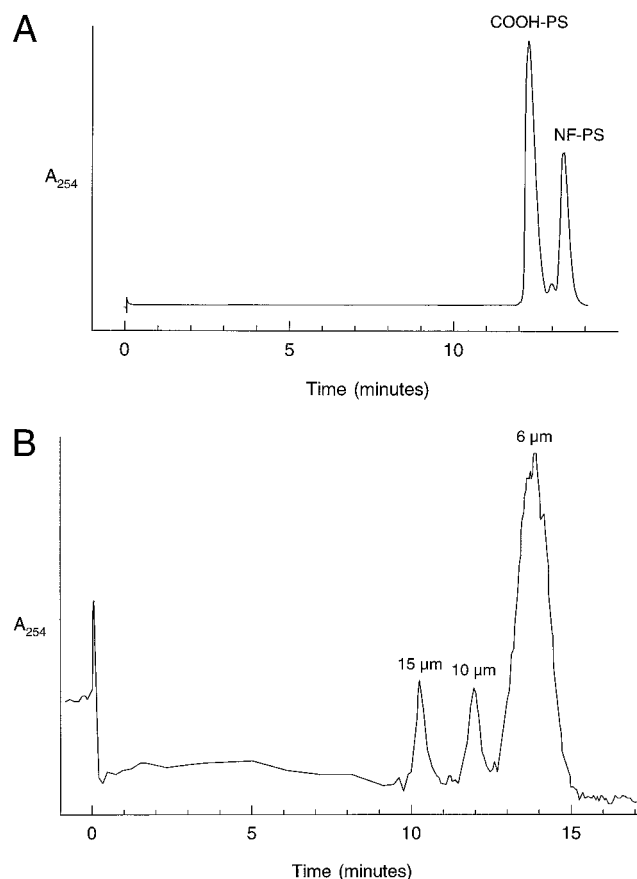 A
COOH-PS
NF-PS
A254
0 5 10
Time (minutes)
B
6 µm
A254
15 µm 10 µm
0 5 10 15
Time (minutes)